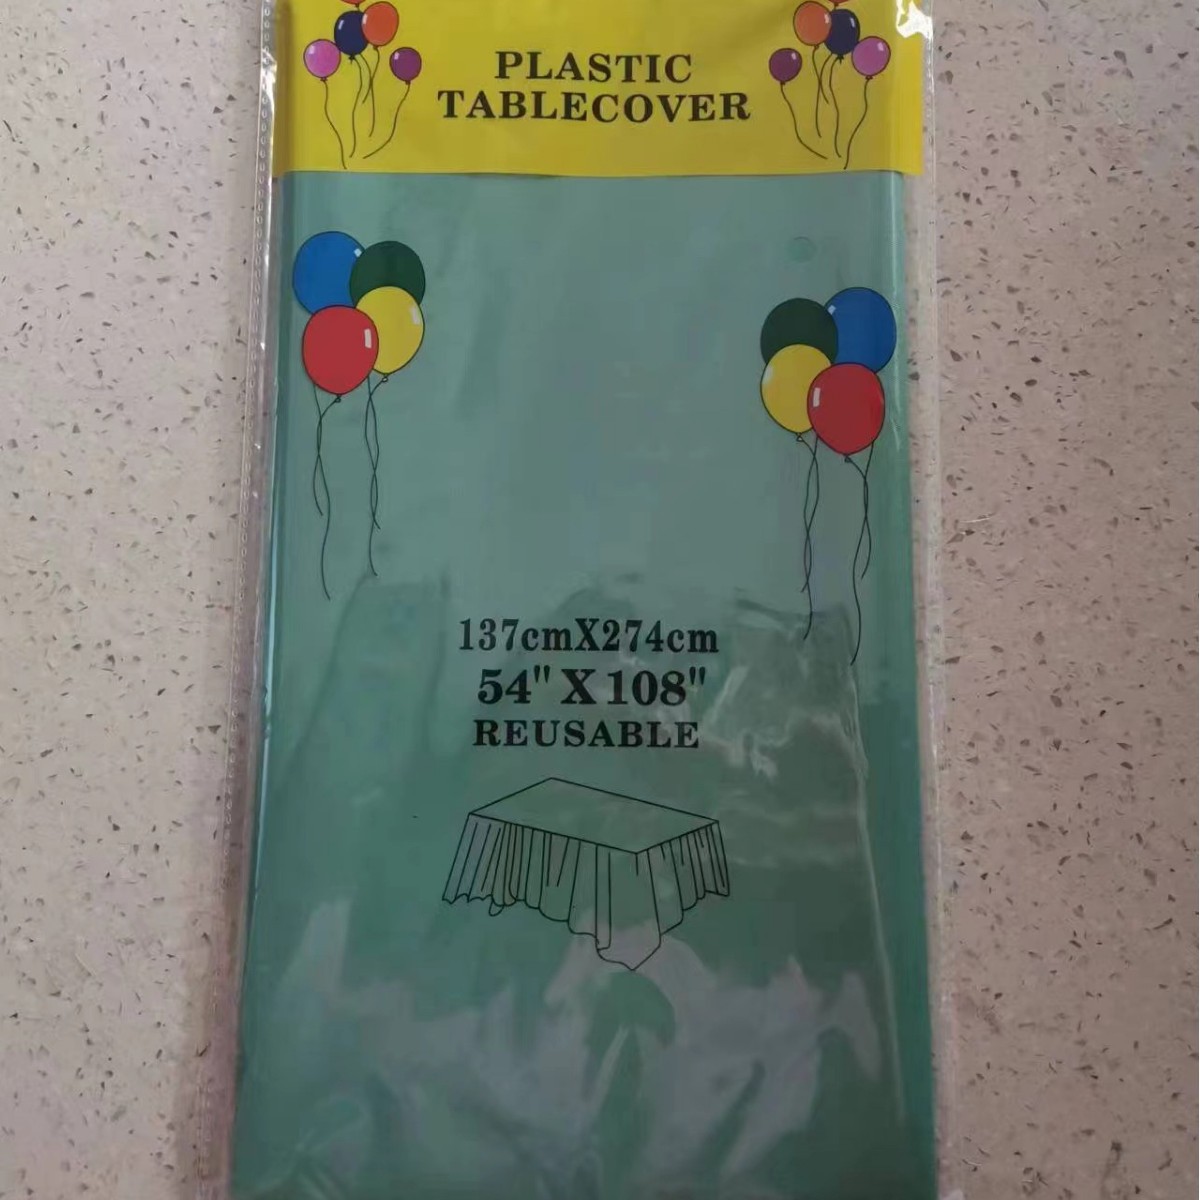 PLASTIC
TABLECOVER
137cmX274cm
54" X 108"
REUSABLE